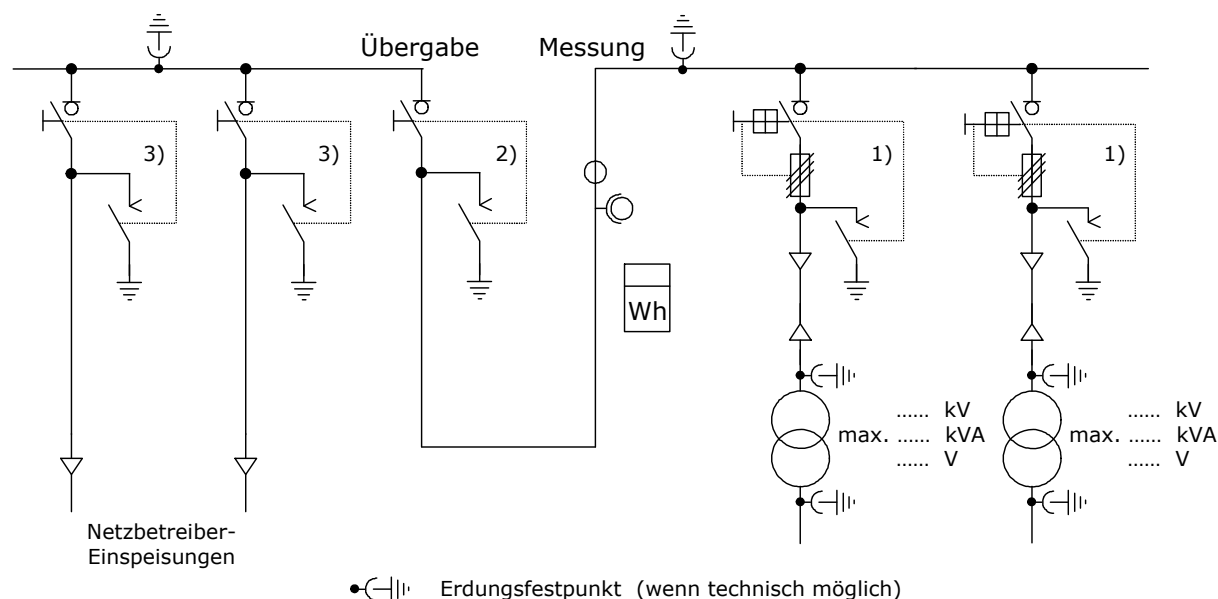 Übergabe
Messung
3)
3)
2)
1)
1)
Wh
...... kV
max. ...... kVA
...... V
...... kV
max. ...... kVA
...... V
Netzbetreiber-
Einspeisungen
Erdungsfestpunkt (wenn technisch möglich)